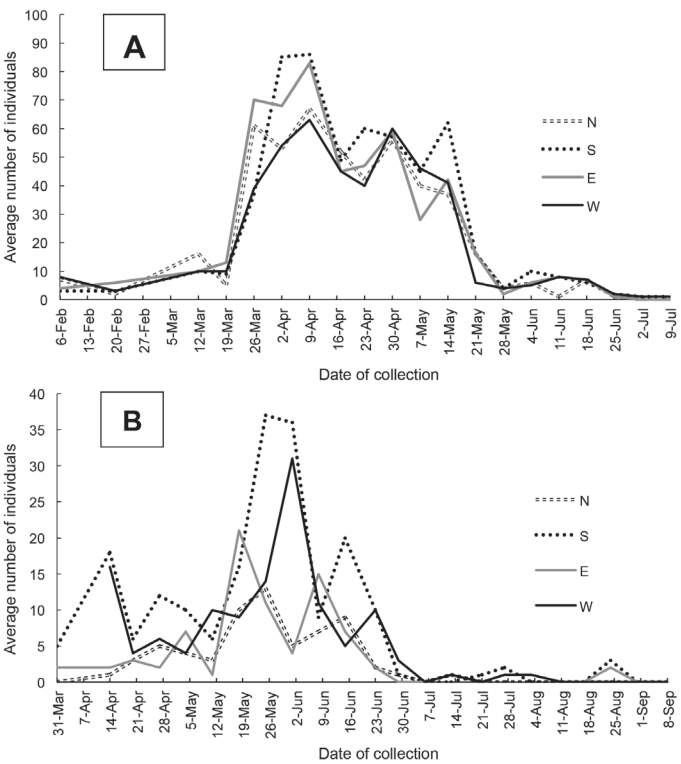 A
Average number of individuals
100
90
80
70
60
50
40
30
20
10
0
N
S
E
W
6-Feb
13-Feb
20-Feb
27-Feb
5-Mar
12-Mar
19-Mar
26-Mar
2-Apr
9-Apr
16-Apr
23-Apr
30-Apr
7-May
14-May
21-May
28-May
4-Jun
11-Jun
18-Jun
25-Jun
2-Jul
9-Jul
Date of collection
B
Average number of individuals
40
35
30
25
20
15
10
5
0
N
S
E
W
31-Mar
7-Apr
14-Apr
21-Apr
28-Apr
5-May
12-May
19-May
26-May
2-Jun
9-Jun
16-Jun
23-Jun
30-Jun
7-Jul
14-Jul
21-Jul
28-Jul
4-Aug
11-Aug
18-Aug
25-Aug
1-Sep
8-Sep
Date of collection